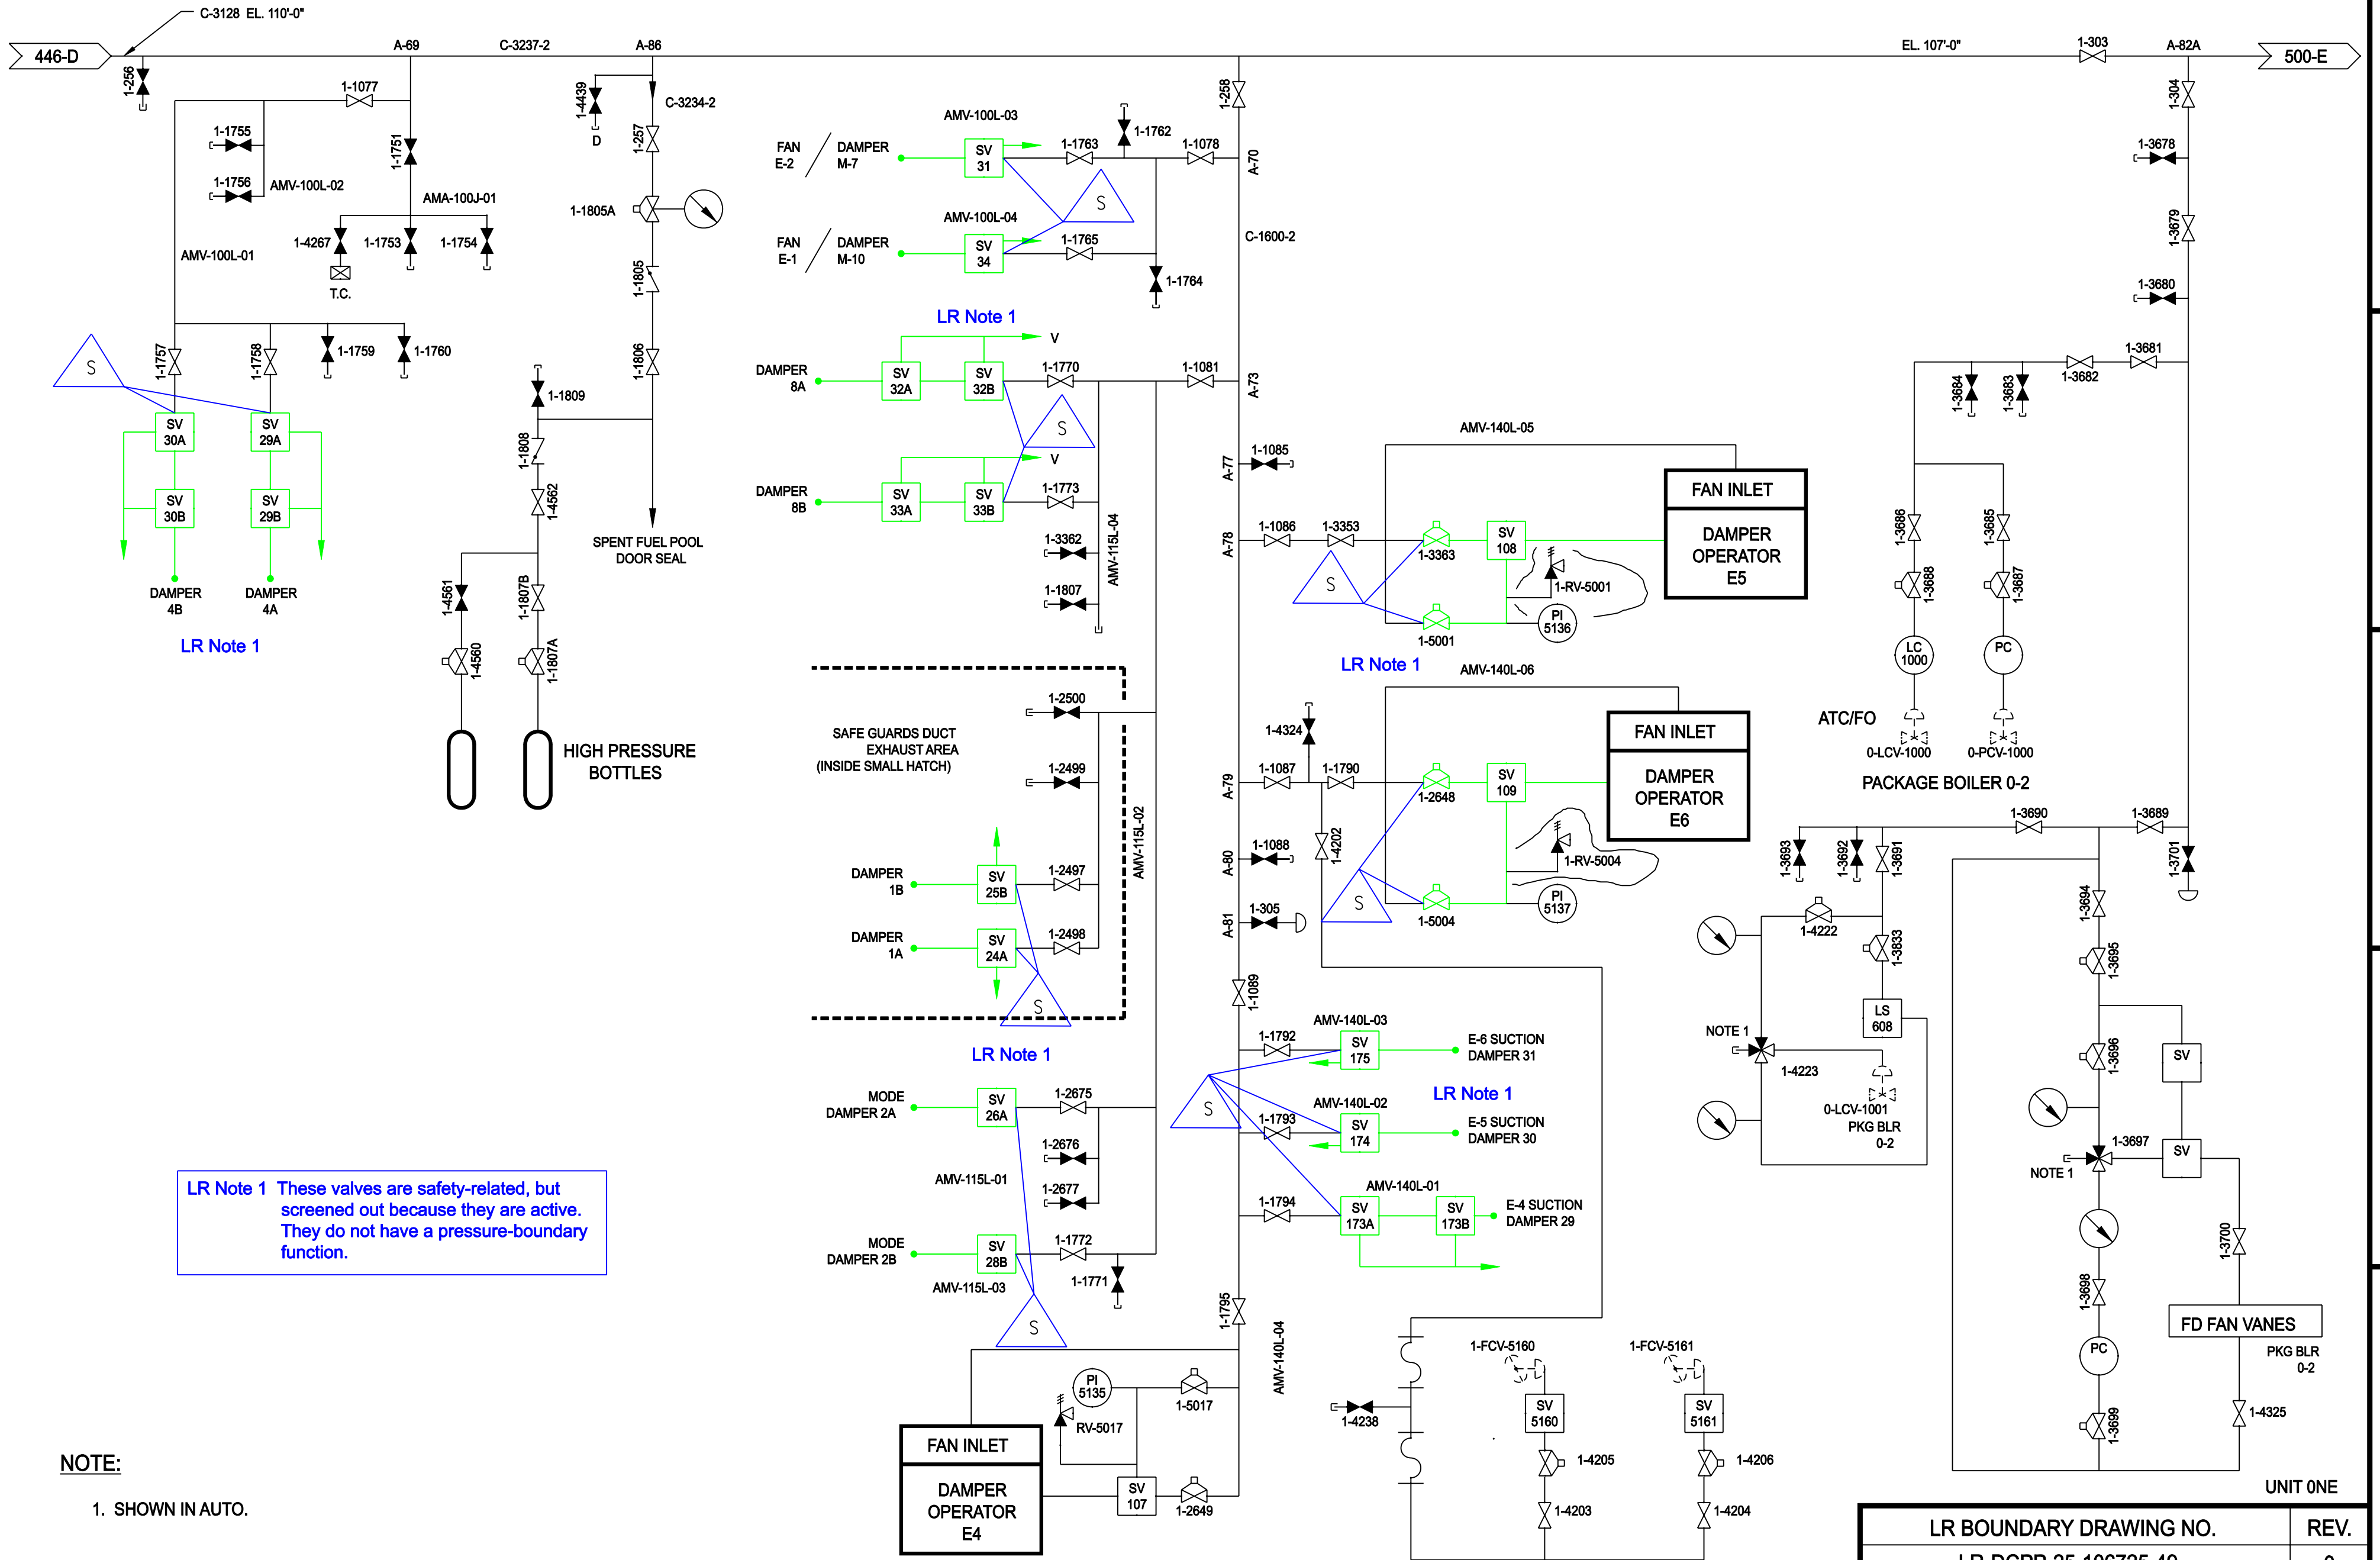 C-3128 EL. 110'-0"
446-D
A-69
C-3237-2
A-86
EL. 107'-0"
1-303
A-82A
500-E
1-256
1-1077
1-4439
D
C-3234-2
1-257
1-258
1-304
1-1755
1-1756
AMV-100L-02
1-1751
AMA-100J-01
1-4267
1-1753
1-1754
T.C.
AMV-100L-01
1-1805A
1-1805
1-1806
1-1757
1-1758
1-1759
1-1760
S
SV
30A
SV
29A
SV
30B
SV
29B
DAMPER
4B
DAMPER
4A
LR Note 1
1-1809
1-1808
1-4562
1-4561
1-1807B
1-4560
1-1807A
SPENT FUEL POOL
DOOR SEAL
HIGH PRESSURE
BOTTLES
AMV-100L-03
FAN
E-2
DAMPER
M-7
SV
31
1-1763
1-1762
1-1078
A-70
S
AMV-100L-04
FAN
E-1
DAMPER
M-10
SV
34
1-1765
1-1764
C-1600-2
LR Note 1
V
DAMPER
8A
SV
32A
SV
32B
1-1770
1-1081
A-73
S
V
DAMPER
8B
SV
33A
SV
33B
1-1773
1-3362
1-1807
AMV-115L-04
SAFE GUARDS DUCT
EXHAUST AREA
(INSIDE SMALL HATCH)
1-2500
1-2499
AMV-115L-02
DAMPER
1B
SV
25B
1-2497
DAMPER
1A
SV
24A
1-2498
S
LR Note 1
MODE
DAMPER 2A
SV
26A
1-2675
1-2676
AMV-115L-01
1-2677
MODE
DAMPER 2B
SV
28B
1-1772
AMV-115L-03
1-1771
S
A-77
1-1085
AMV-140L-05
A-78
1-1086
1-3353
1-3363
SV
108
FAN INLET
DAMPER
OPERATOR
E5
S
1-RV-5001
1-5001
PI
5136
LR Note 1
AMV-140L-06
1-4324
A-79
1-1087
1-1790
1-2648
SV
109
FAN INLET
DAMPER
OPERATOR
E6
1-4202
A-80
1-1088
1-RV-5004
S
1-5004
PI
5137
A-81
1-305
1-1089
AMV-140L-03
1-1792
SV
175
E-6 SUCTION
DAMPER 31
LR Note 1
S
AMV-140L-02
1-1793
SV
174
E-5 SUCTION
DAMPER 30
AMV-140L-01
1-1794
SV
173A
SV
173B
E-4 SUCTION
DAMPER 29
1-1795
AMV-140L-04
PI
5135
1-5017
RV-5017
FAN INLET
DAMPER
OPERATOR
E4
SV
107
1-2649
1-4238
1-FCV-5160
1-FCV-5161
SV
5160
SV
5161
1-4205
1-4206
1-4203
1-4204
1-3678
1-3679
1-3680
1-3681
1-3682
1-3684
1-3683
1-3686
1-3685
1-3688
1-3687
LC
1000
PC
ATC/FO
0-LCV-1000
0-PCV-1000
PACKAGE BOILER 0-2
1-3690
1-3689
1-3693
1-3692
1-3691
1-3701
1-4222
1-3833
LS
608
NOTE 1
1-4223
0-LCV-1001
PKG BLR
0-2
1-3694
1-3695
1-3696
SV
1-3697
SV
NOTE 1
1-3700
1-3698
FD FAN VANES
PKG BLR
0-2
PC
1-3699
1-4325
LR Note 1 These valves are safety-related, but
screened out because they are active.
They do not have a pressure-boundary
function.
NOTE:
1. SHOWN IN AUTO.
UNIT ONE
LR BOUNDARY DRAWING NO.
REV.